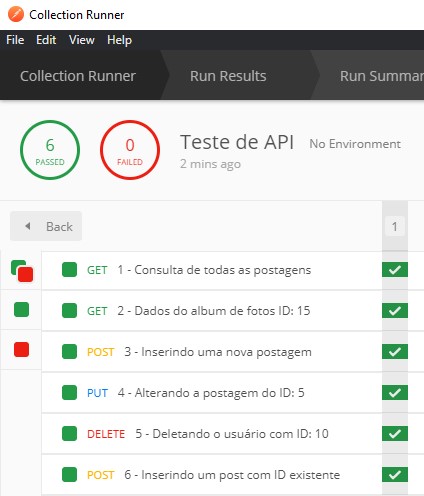 Collection Runner
File Edit View Help
Collection Runner Run Results Run Summar
6 PASSED
0 FAILED
Teste de API No Environment
2 mins ago
Back 1
GET 1 - Consulta de todas as postagens
GET 2 - Dados do album de fotos ID: 15
POST 3 - Inserindo uma nova postagem
PUT 4 - Alterando a postagem do ID: 5
DELETE 5 - Deletando o usuário com ID: 10
POST 6 - Inserindo um post com ID existente